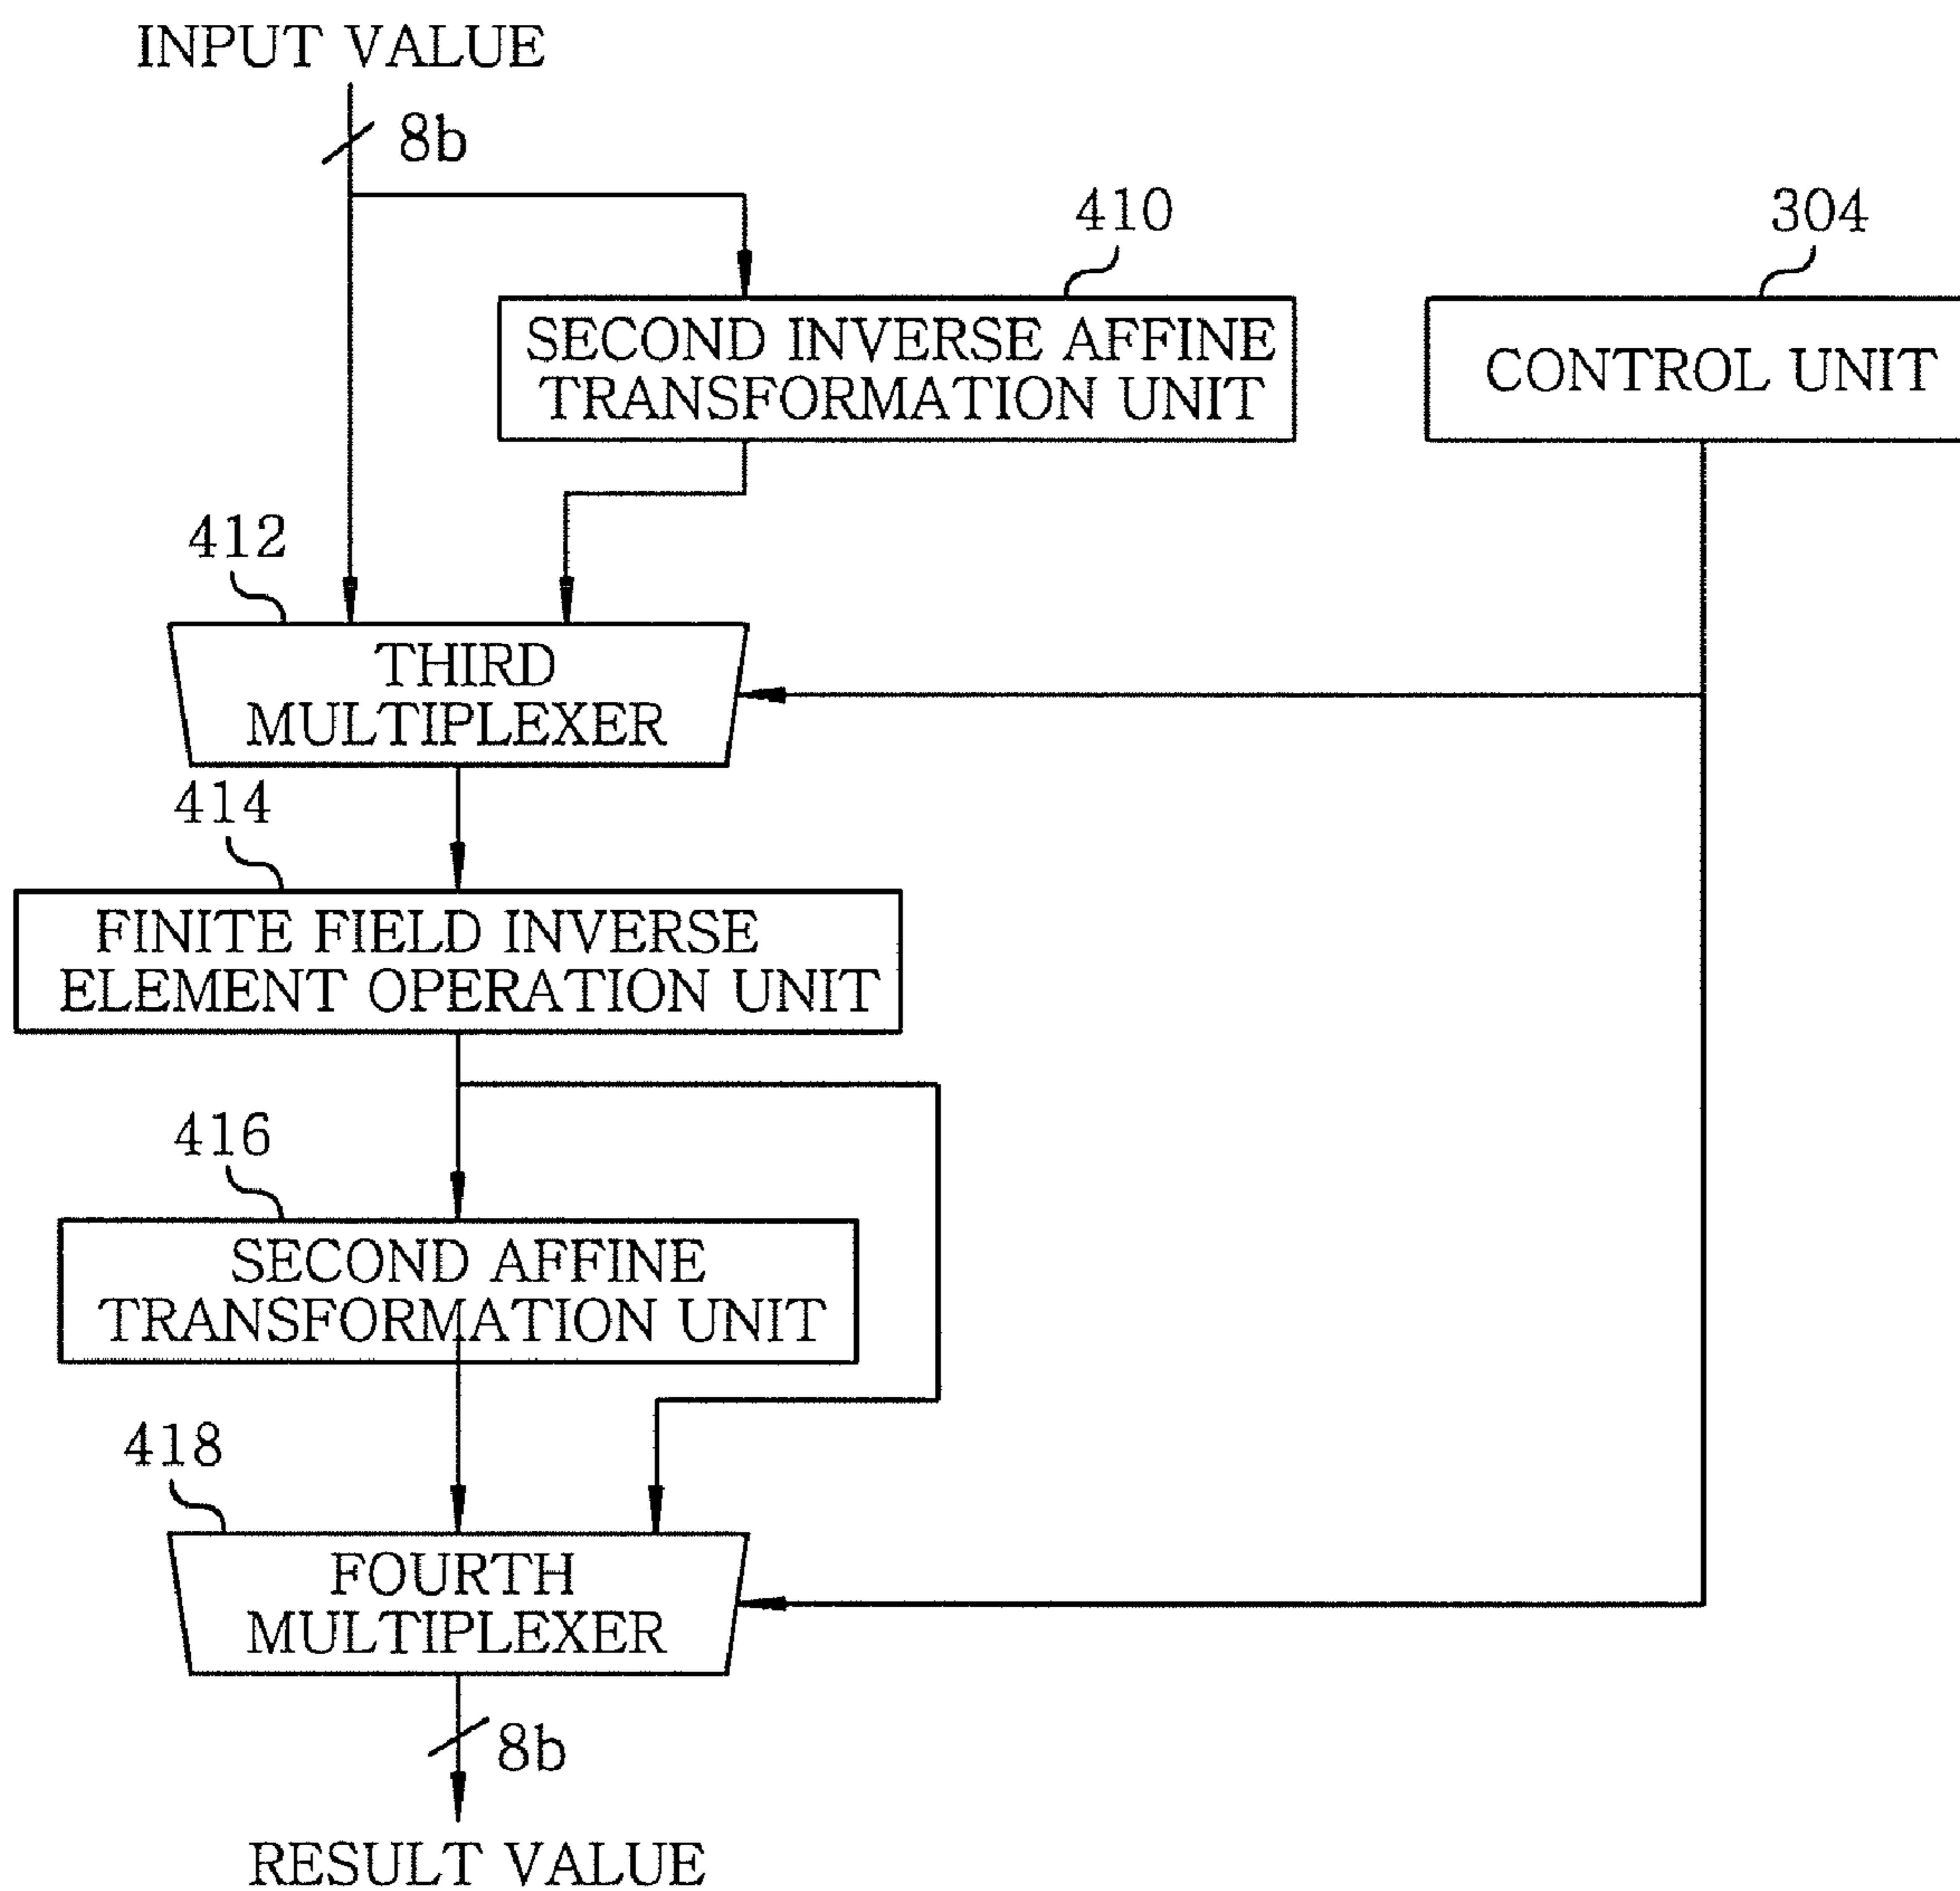 INPUT VALUE
8b
410
304
SECOND INVERSE AFFINE
TRANSFORMATION UNIT
CONTROL UNIT
412
THIRD
MULTIPLEXER
414
FINITE FIELD INVERSE
ELEMENT OPERATION UNIT
416
SECOND AFFINE
TRANSFORMATION UNIT
418
FOURTH
MULTIPLEXER
8b
RESULT VALUE